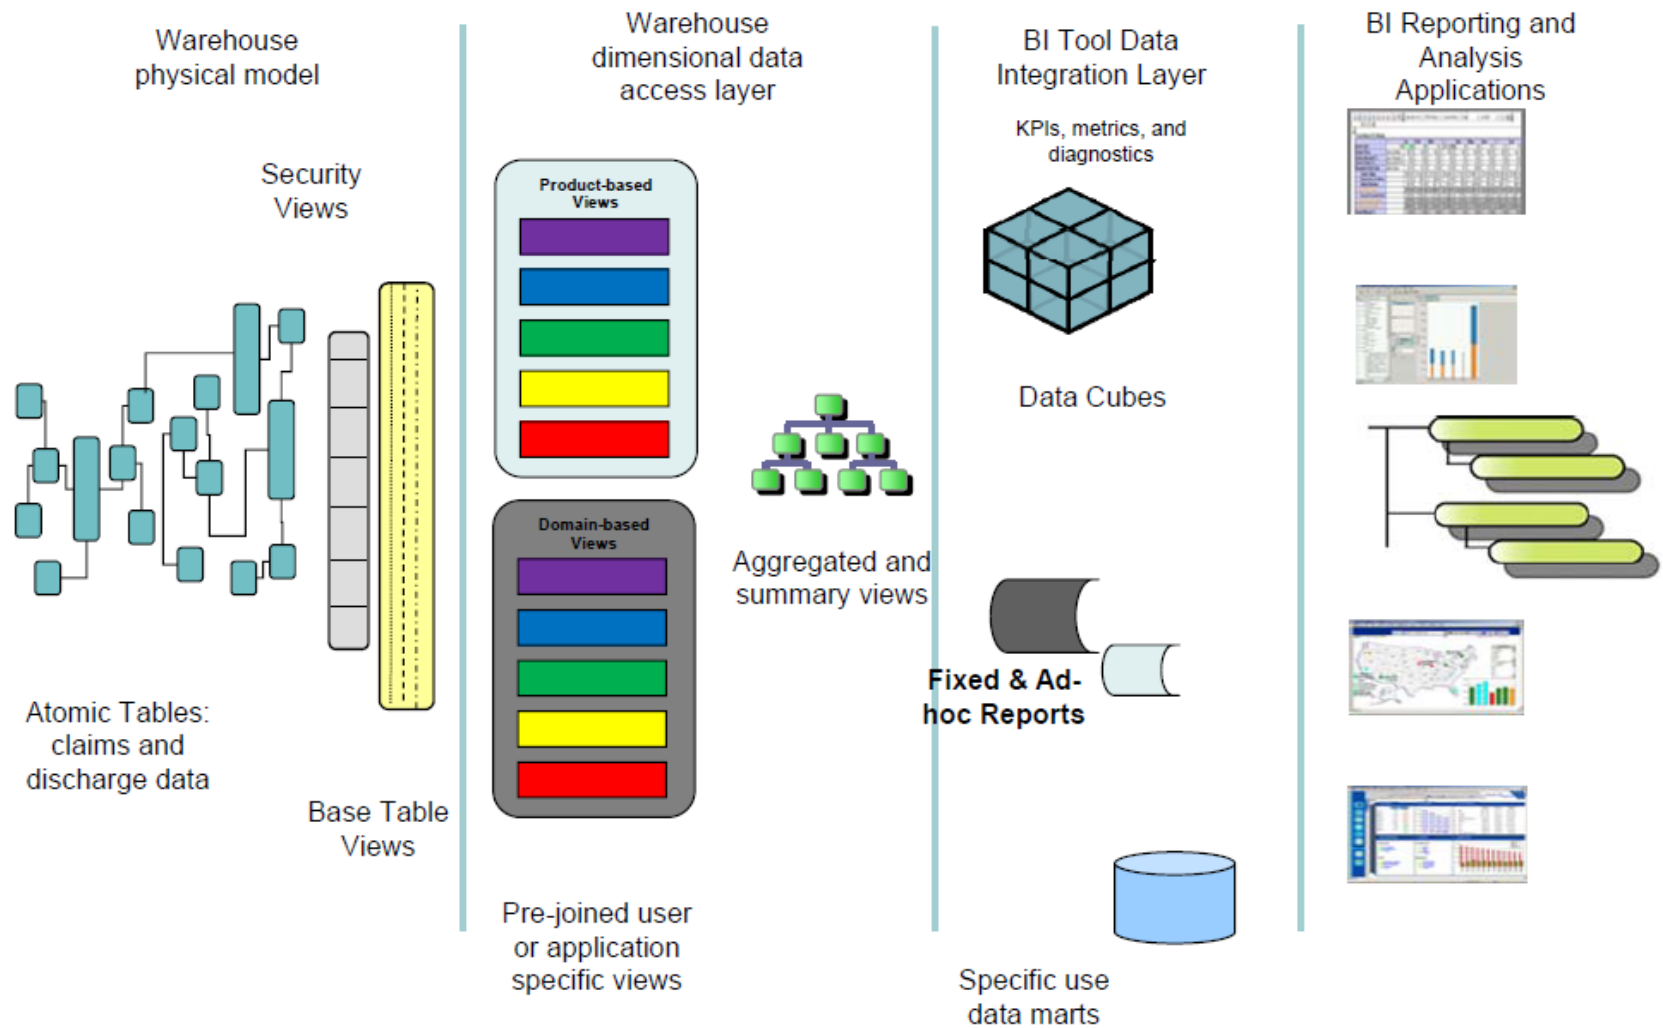 Warehouse
physical model
Security
Views
Atomic Tables:
claims and
discharge data
Base Table
Views
Warehouse
dimensional data
access layer
Product-based
Views
Domain-based
Views
Aggregated and
summary views
Pre-joined user
or application
specific views
BI Tool Data
Integration Layer
KPIs, metrics, and
diagnostics
Data Cubes
Fixed & Ad-
hoc Reports
Specific use
data marts
BI Reporting and
Analysis
Applications